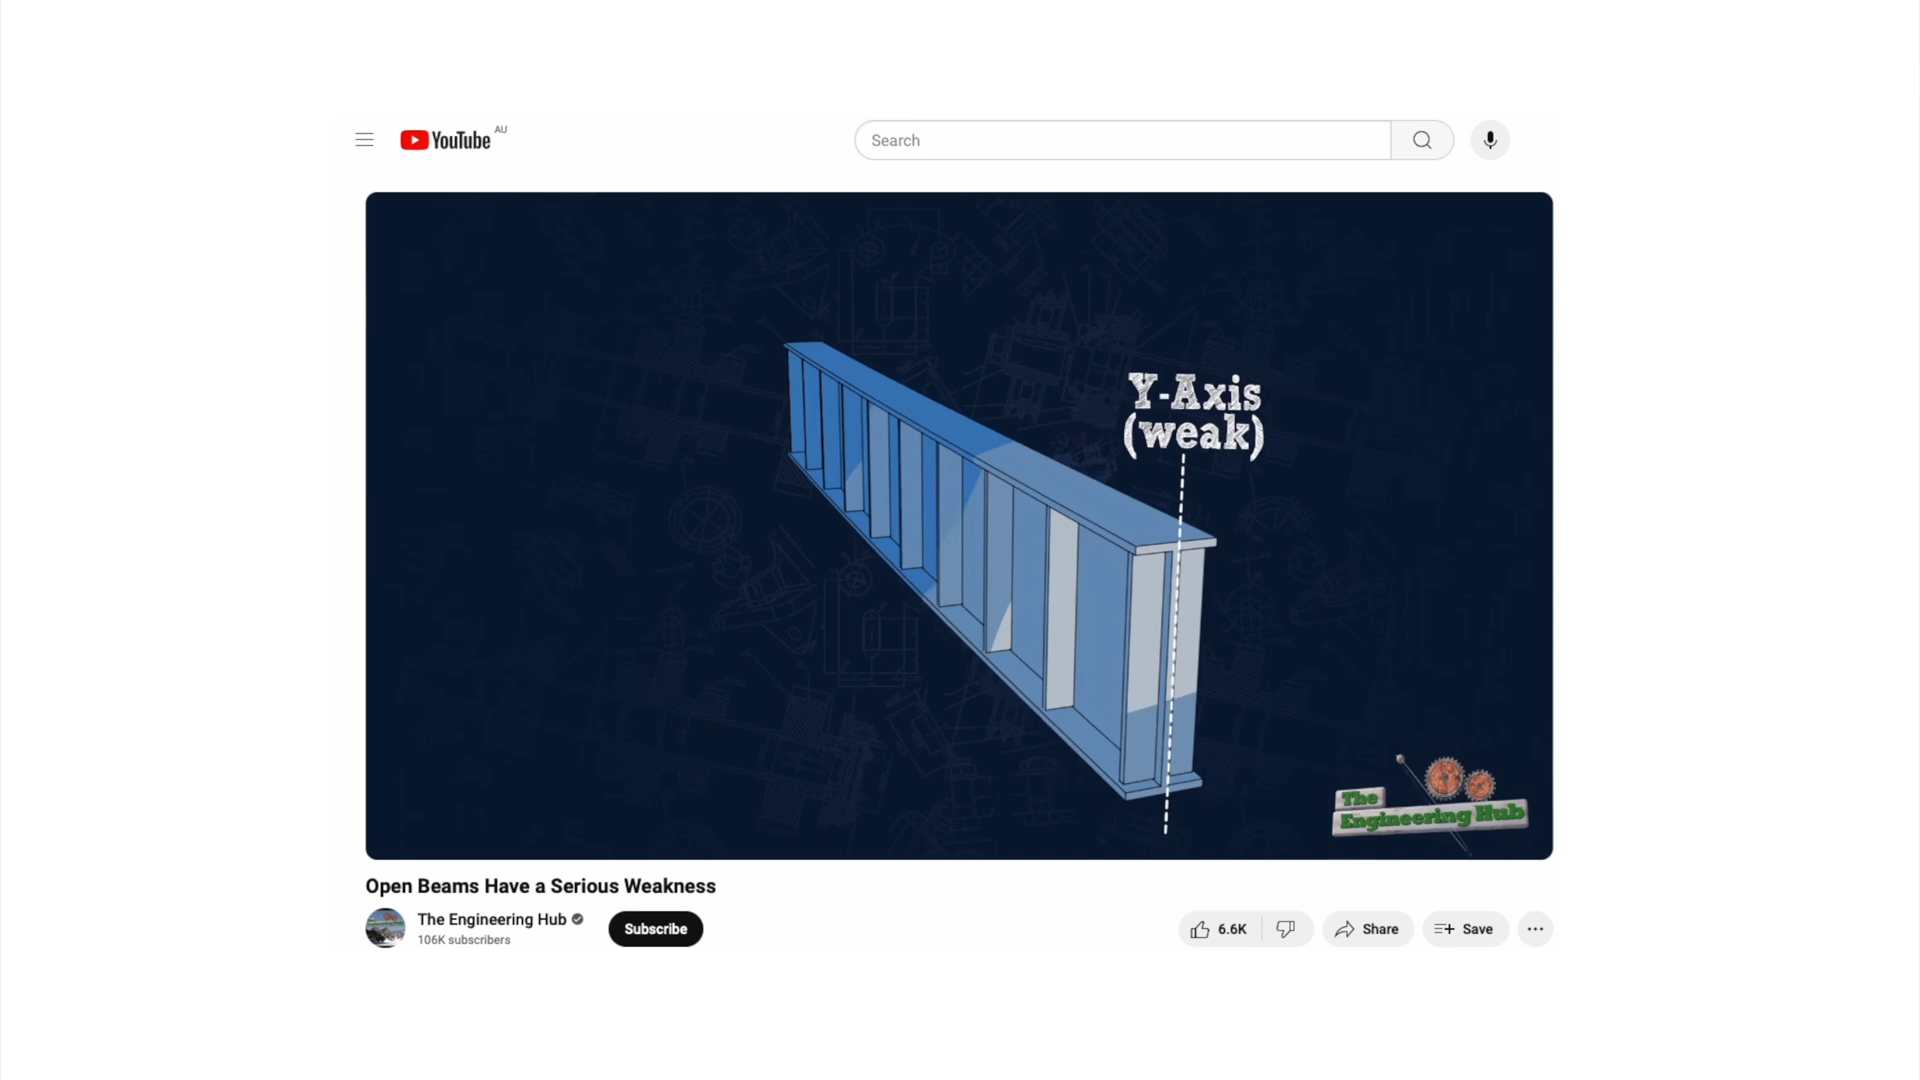 YouTube AU
Search
Y-Axis
(weak)
The
Engineering Hub
Open Beams Have a Serious Weakness
The Engineering Hub
106K subscribers
Subscribe
6.6K
Share
Save